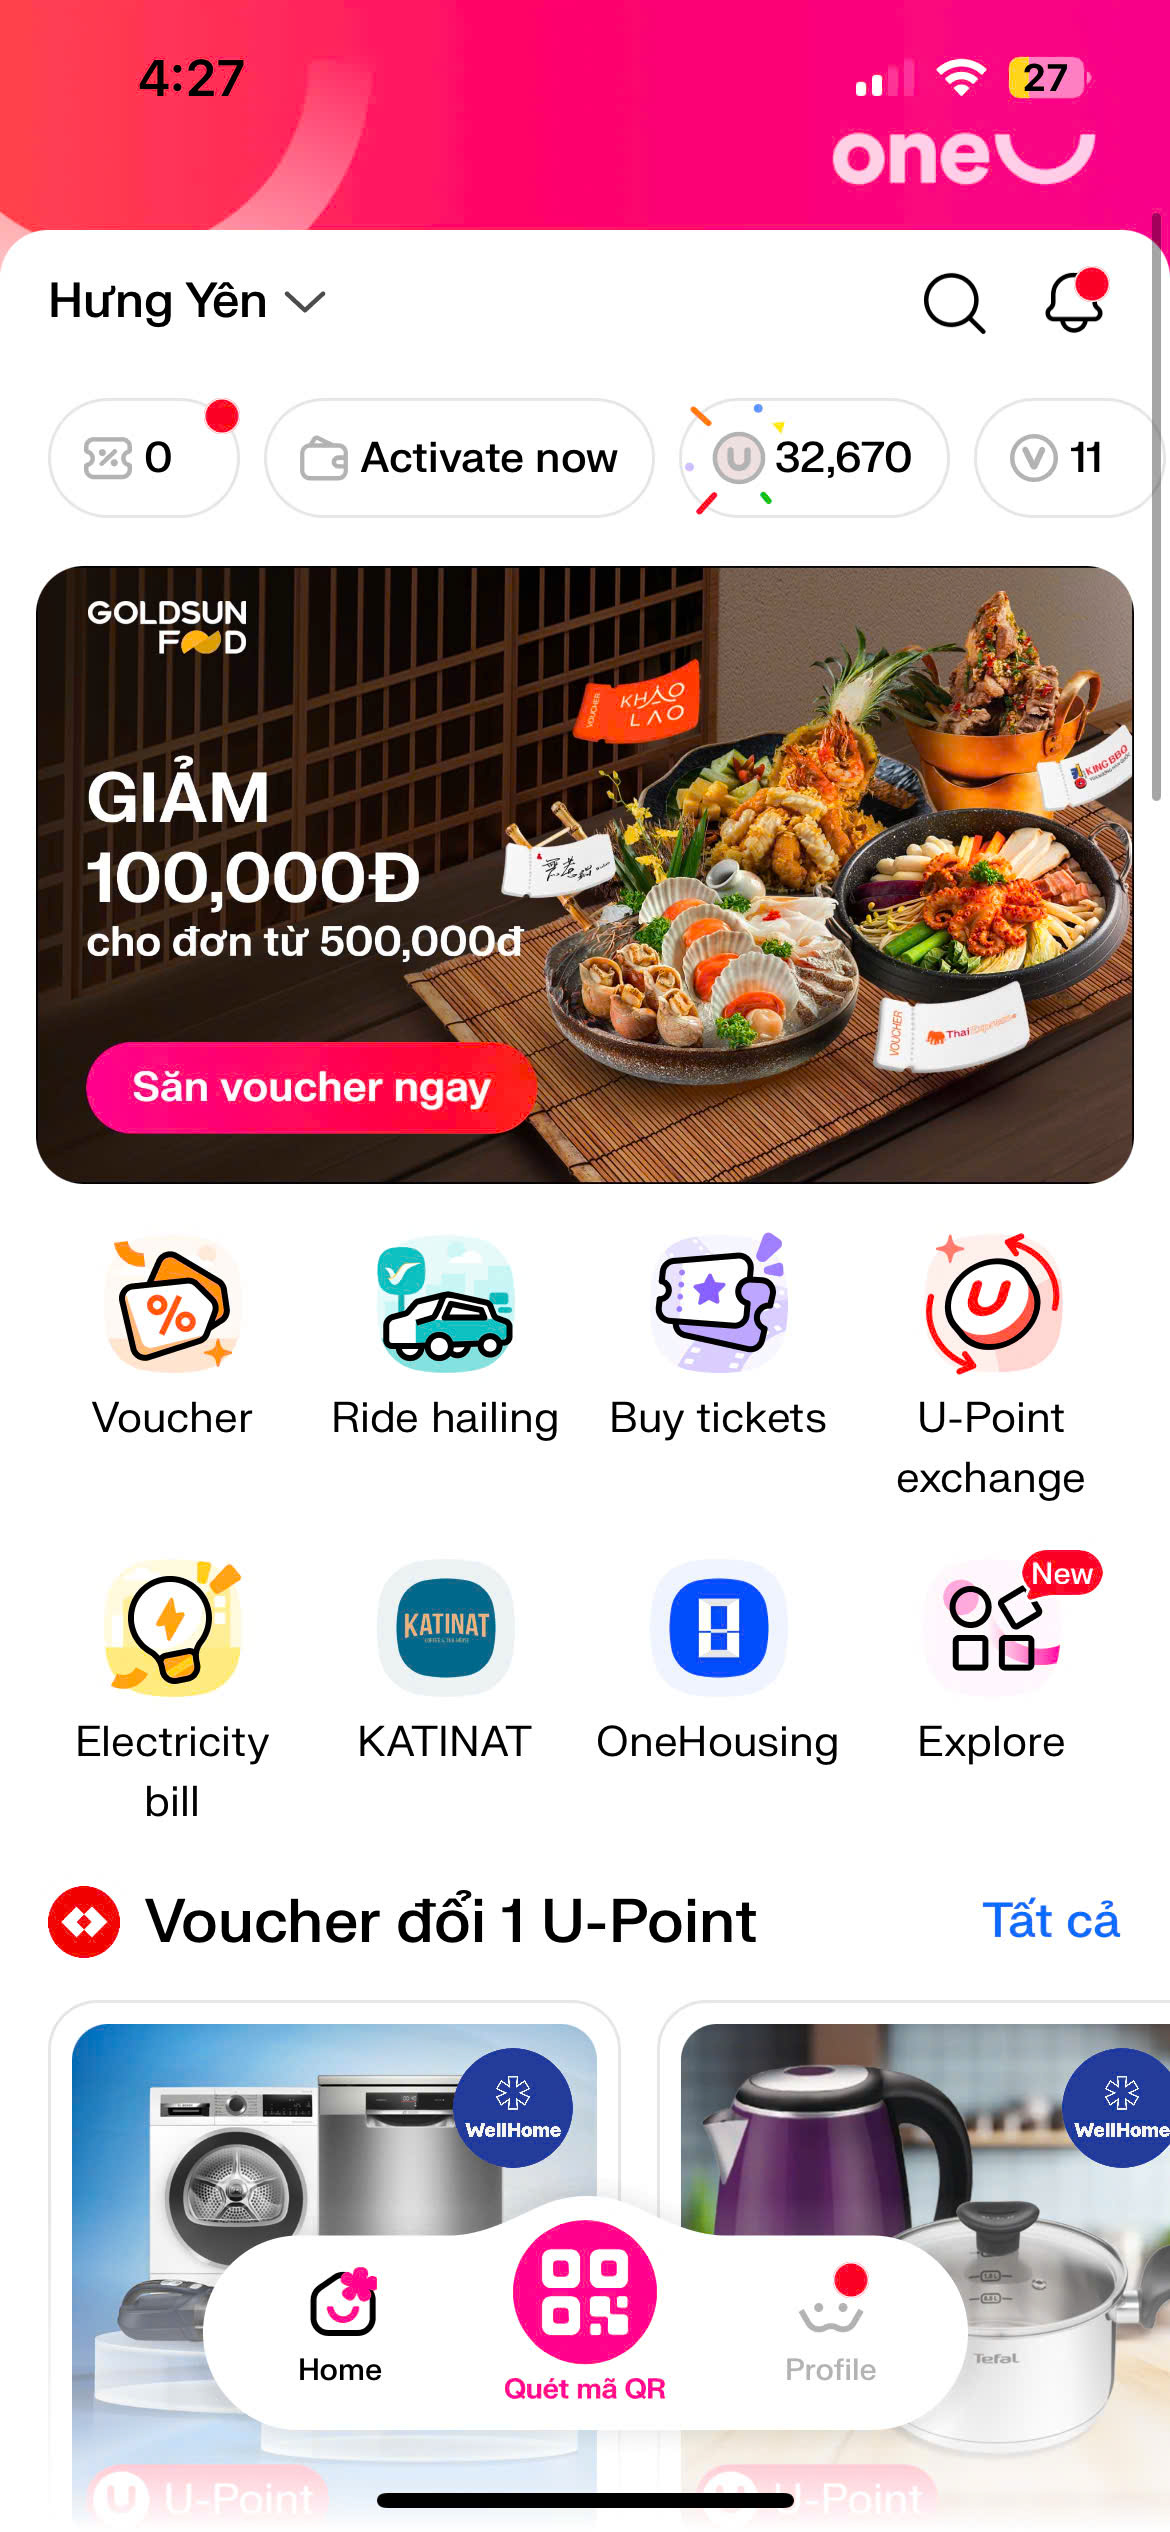 4:27
27
one
Hưng Yên
0
Activate now
32,670
11
GOLDSUN
FOOD
GIẢM
100,000Đ
cho đơn từ 500,000đ
Săn voucher ngay
VOUCHER
KHAO
LAO
KING BBQ
VOUCHER
ThaiExpress
Voucher
Ride hailing
Buy tickets
U-Point
exchange
New
KATINAT
Electricity
bill
KATINAT
OneHousing
Explore
Voucher đổi 1 U-Point
Tất cả
WellHome
WellHome
Tefal
Home
Quét mã QR
Profile
U-Point
U-Point